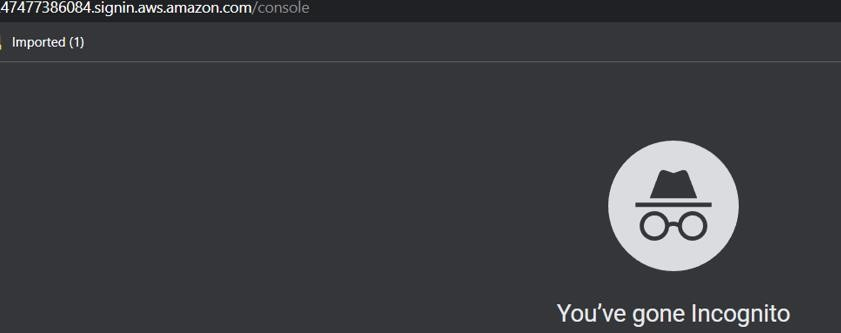 47477386084.signin.aws.amazon.com/console
Imported (1)
You've gone Incognito